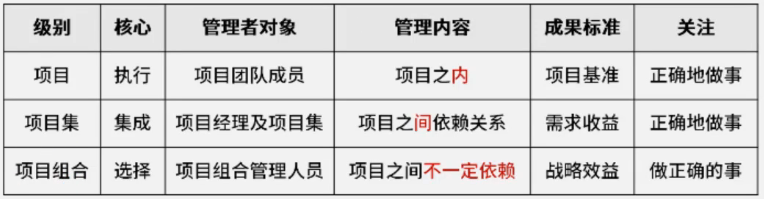 级别 核心 管理者对象 管理内容 成果标准 关注
项目 执行 项目团队成员 项目之内 项目基准 正确地做事
项目集 集成 项目经理及项目集 项目之间依赖关系 需求收益 正确地做事
项目组合 选择 项目组合管理人员 项目之间不一定依赖 战略效益 做正确的事